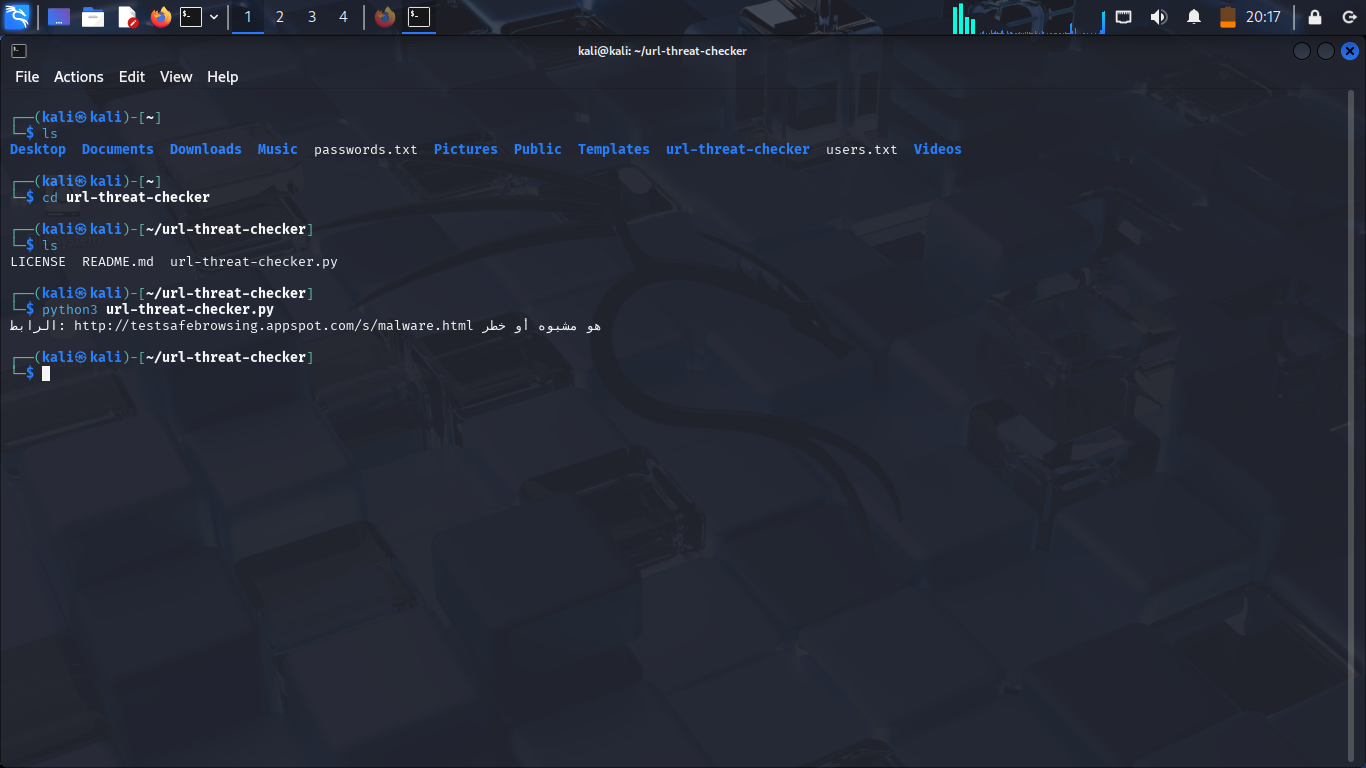 1 2 3 4 20:17
kali@kali: ~/url-threat-checker
File Actions Edit View Help
┌──(kali㉿kali)-[~]
└─$ ls
Desktop Documents Downloads Music passwords.txt Pictures Public Templates url-threat-checker users.txt Videos
┌──(kali㉿kali)-[~]
└─$ cd url-threat-checker
┌──(kali㉿kali)-[~/url-threat-checker]
└─$ ls
LICENSE README.md url-threat-checker.py
┌──(kali㉿kali)-[~/url-threat-checker]
└─$ python3 url-threat-checker.py
الرابط: http://testsafebrowsing.appspot.com/s/malware.html هو مشبوه أو خطر
┌──(kali㉿kali)-[~/url-threat-checker]
└─$